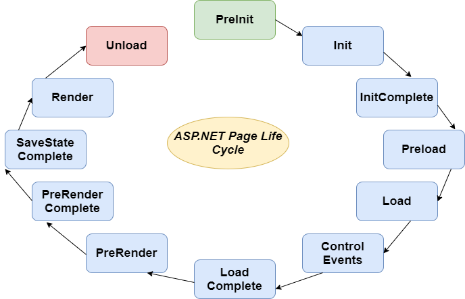 PreInit
Init
InitComplete
Preload
Load
Control
Events
Load
Complete
PreRender
PreRender
Complete
SaveState
Complete
Render
Unload
ASP.NET Page Life
Cycle